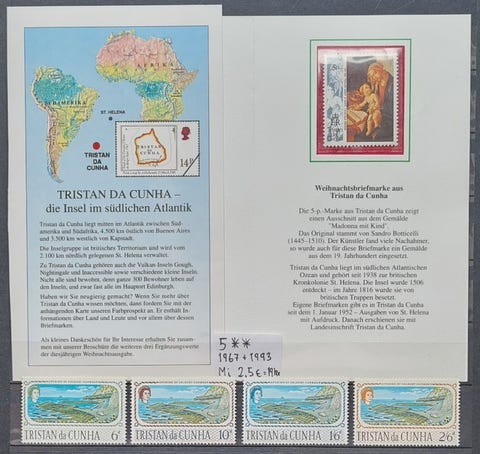 AFRIKA
SÜDAMERIKA
ST. HELENA
TRISTAN
DA CUNHA
TRISTAN
DA CUNHA
14P
TRISTAN DA CUNHA –
die Insel im südlichen Atlantik
Tristan da Cunha liegt mitten im Atlantik zwischen Süd-
amerika und Südafrika, 4.500 km östlich von Buenos Aires
und 3.500 km westlich von Kapstadt.
Die Inselgruppe ist britisches Territorium und wird vom
2.100 km nördlich gelegenen St. Helena verwaltet.
Zu Tristan da Cunha gehören auch die Vulkan-Inseln Gough,
Nightingale und Inaccessible sowie verschiedene kleine Inseln.
Nicht alle sind bewohnt, denn ganze 300 Bewohner leben auf
den Inseln, und zwar fast alle im Hauptort Edinburgh.
Haben wir Sie neugierig gemacht? Wenn Sie mehr über
Tristan da Cunha wissen möchten, dann fordern Sie mit der
anhängenden Karte unseren Farbprospekt an. Er enthält In-
formationen über Land und Leute und vor allem über dessen
Briefmarken.
Als kleines Dankeschön für Ihr Interesse erhalten Sie zusam-
men mit unserer Broschüre die weiteren drei Ergänzungswerte
der diesjährigen Weihnachtsausgabe.
5P
Weihnachtsbriefmarke aus
Tristan da Cunha
Die 5-p.-Marke aus Tristan da Cunha zeigt
einen Ausschnitt aus dem Gemälde
"Madonna mit Kind".
Das Original stammt von Sandro Botticelli
(1445–1510). Der Künstler fand viele Nachahmer,
so wurde auch für diese Briefmarke ein Gemälde
aus dem 19. Jahrhundert eingesetzt.
Tristan da Cunha liegt im südlichen Atlantischen
Ozean und gehört seit 1938 zur britischen
Kronkolonie St. Helena. Die Insel wurde 1506
entdeckt – im Jahre 1816 wurde sie von
britischen Truppen besetzt.
Eigene Briefmarken gibt es in Tristan da Cunha
seit dem 1. Januar 1952 – Ausgaben von St. Helena
mit Aufdruck. Danach erschienen sie mit
Landesinschrift Tristan da Cunha.
5**
1967 + 1993
Mi 2,5€
TRISTAN da CUNHA 6d
TRISTAN da CUNHA 10d
TRISTAN da CUNHA 1/6
TRISTAN da CUNHA 2/6